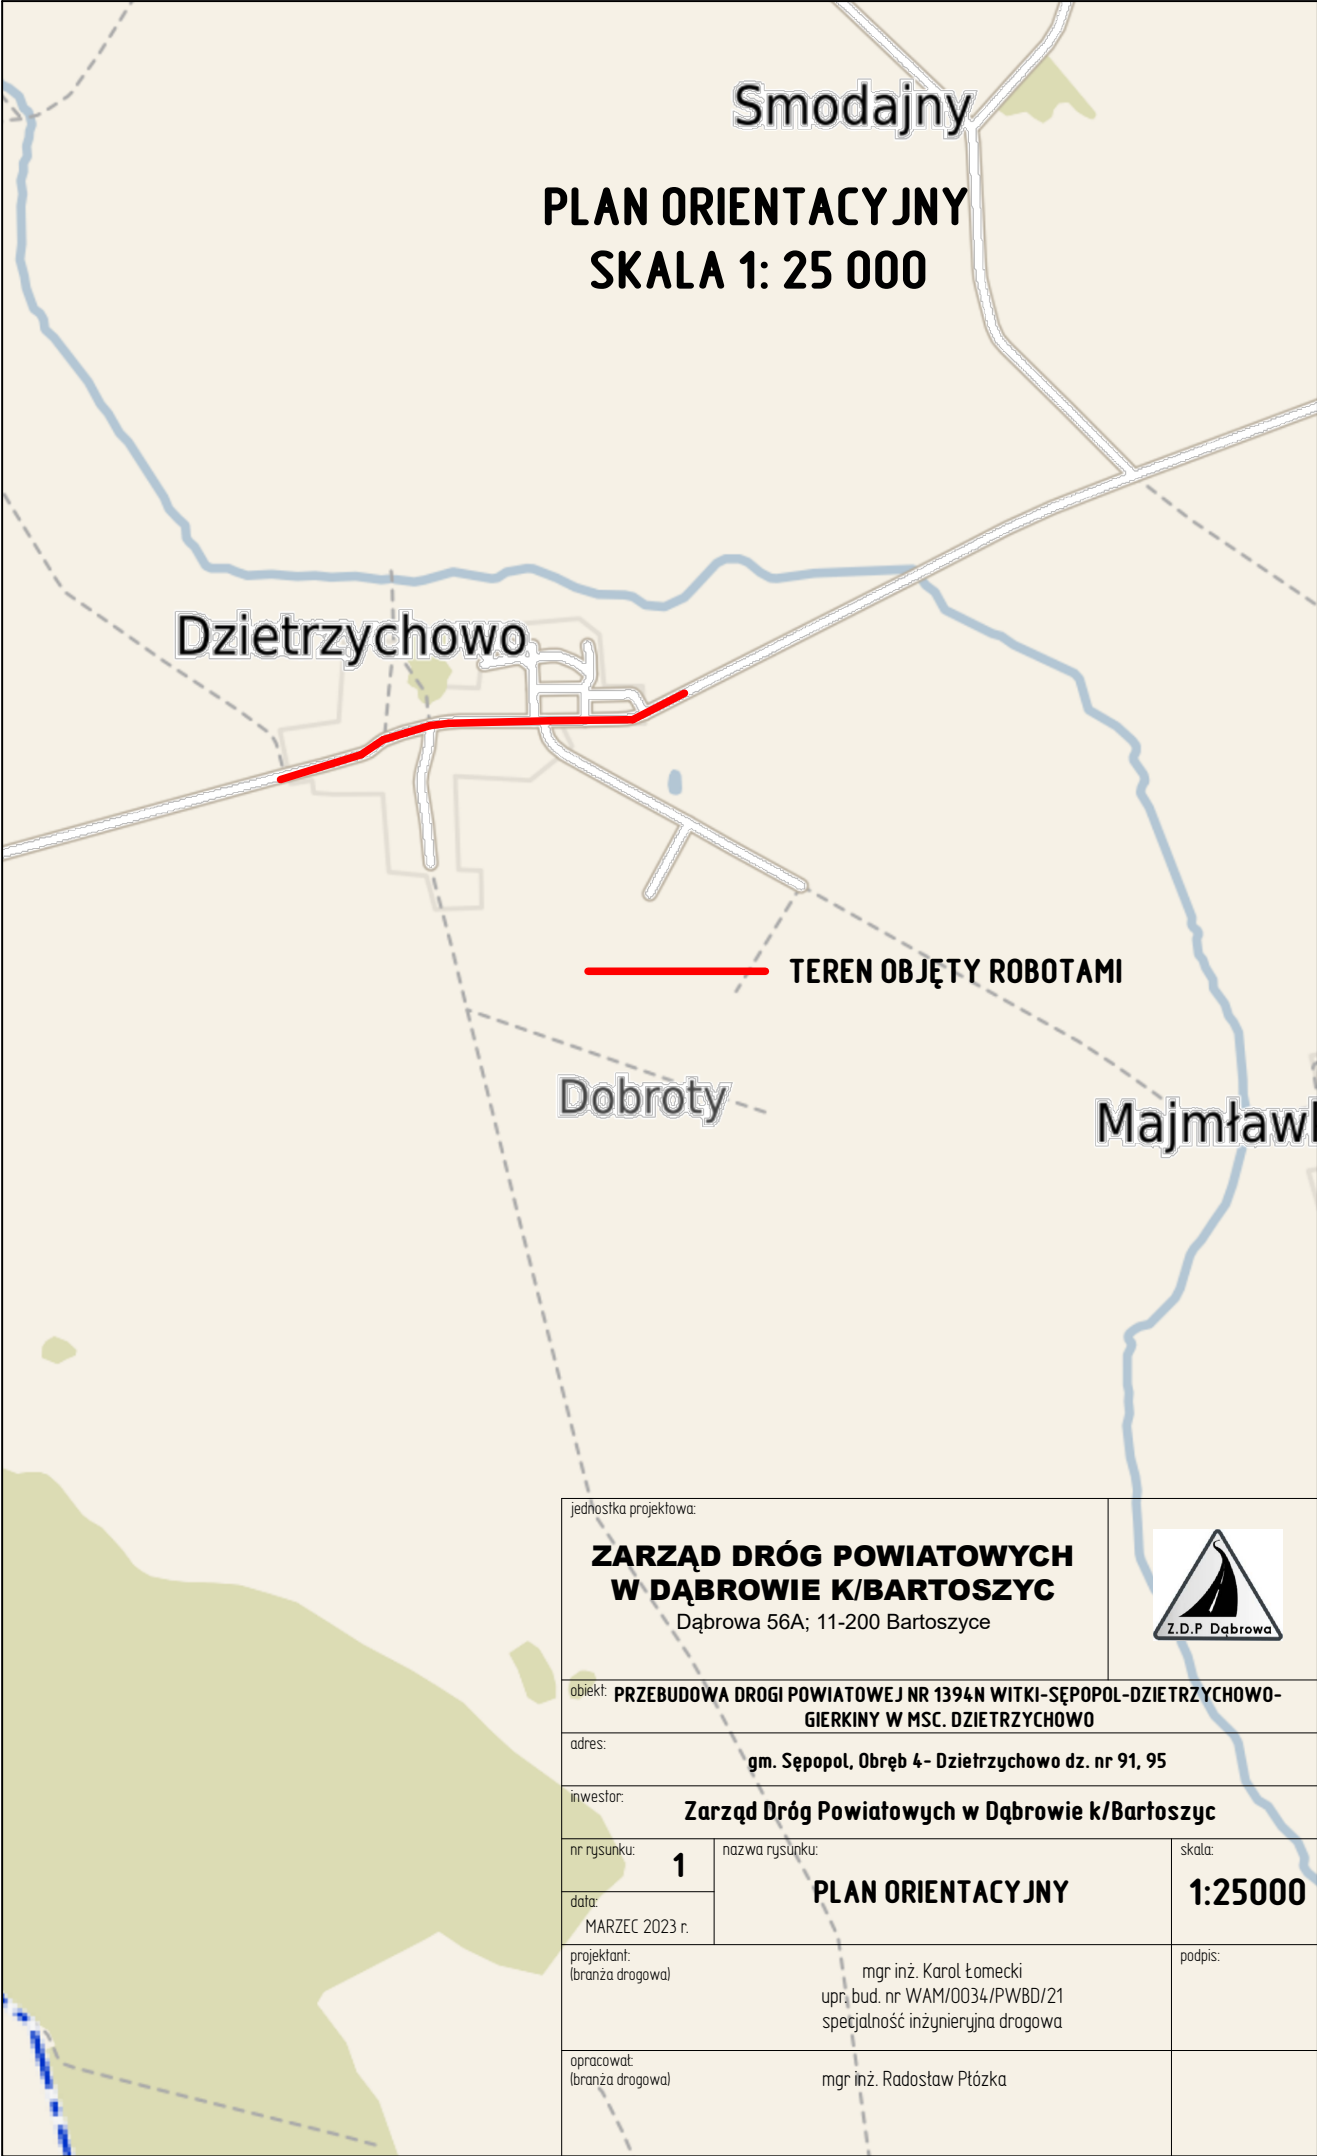 Smodajny
PLAN ORIENTACYJNY
SKALA 1: 25 000
Dzietrzychowo
TEREN OBJĘTY ROBOTAMI
Dobroty
Majmławk
jednostka projektowa:
ZARZĄD DRÓG POWIATOWYCH
W DĄBROWIE K/BARTOSZYC
Dąbrowa 56A; 11-200 Bartoszyce
Z.D.P Dąbrowa
obiekt: PRZEBUDOWA DROGI POWIATOWEJ NR 1394N WITKI-SĘPOPOL-DZIETRZYCHOWO-
GIERKINY W MSC. DZIETRZYCHOWO
adres:
gm. Sępopol, Obręb 4- Dzietrzychowo dz. nr 91, 95
inwestor:
Zarząd Dróg Powiatowych w Dąbrowie k/Bartoszyc
nr rysunku:
1
data:
MARZEC 2023 r.
nazwa rysunku:
PLAN ORIENTACYJNY
skala:
1:25000
projektant:
(branża drogowa)
mgr inż. Karol Łomecki
upr. bud. nr WAM/0034/PWBD/21
specjalność inżynieryjna drogowa
podpis:
opracował:
(branża drogowa)
mgr inż. Radosław Płózka